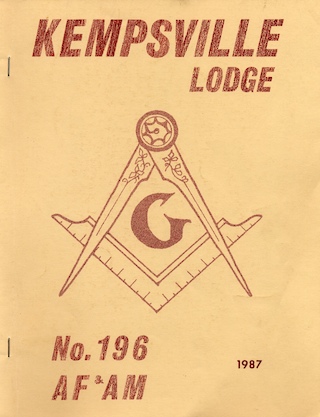 KEMPSVILLE
LODGE
G
No. 196
AF & AM
1987